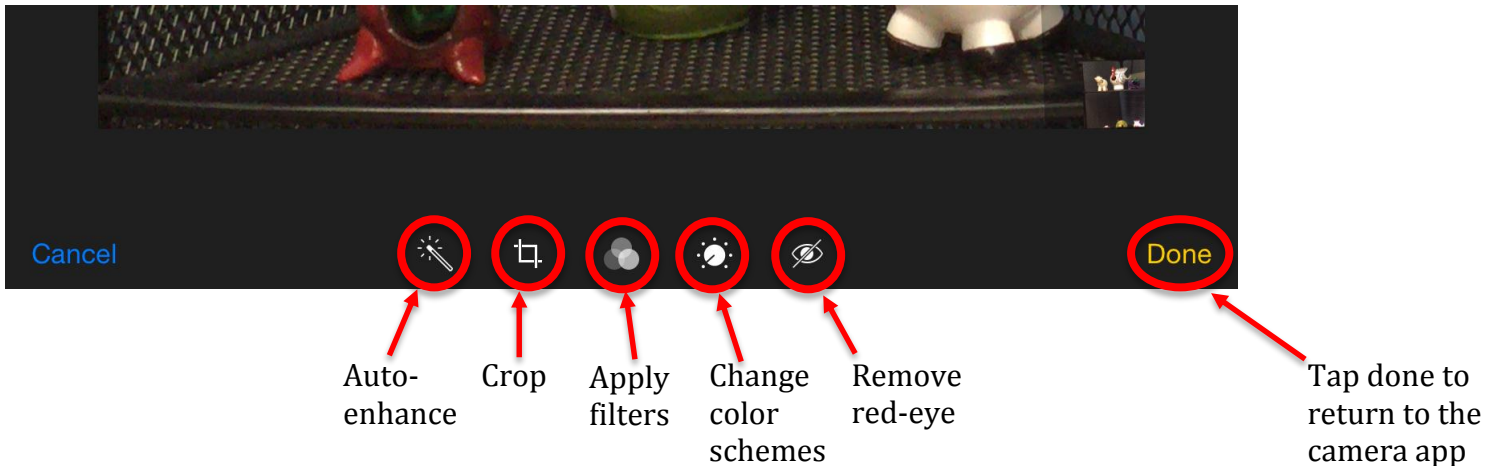 Cancel
Done
Auto-
enhance
Crop
Apply
filters
Change
color
schemes
Remove
red-eye
Tap done to
return to the
camera app